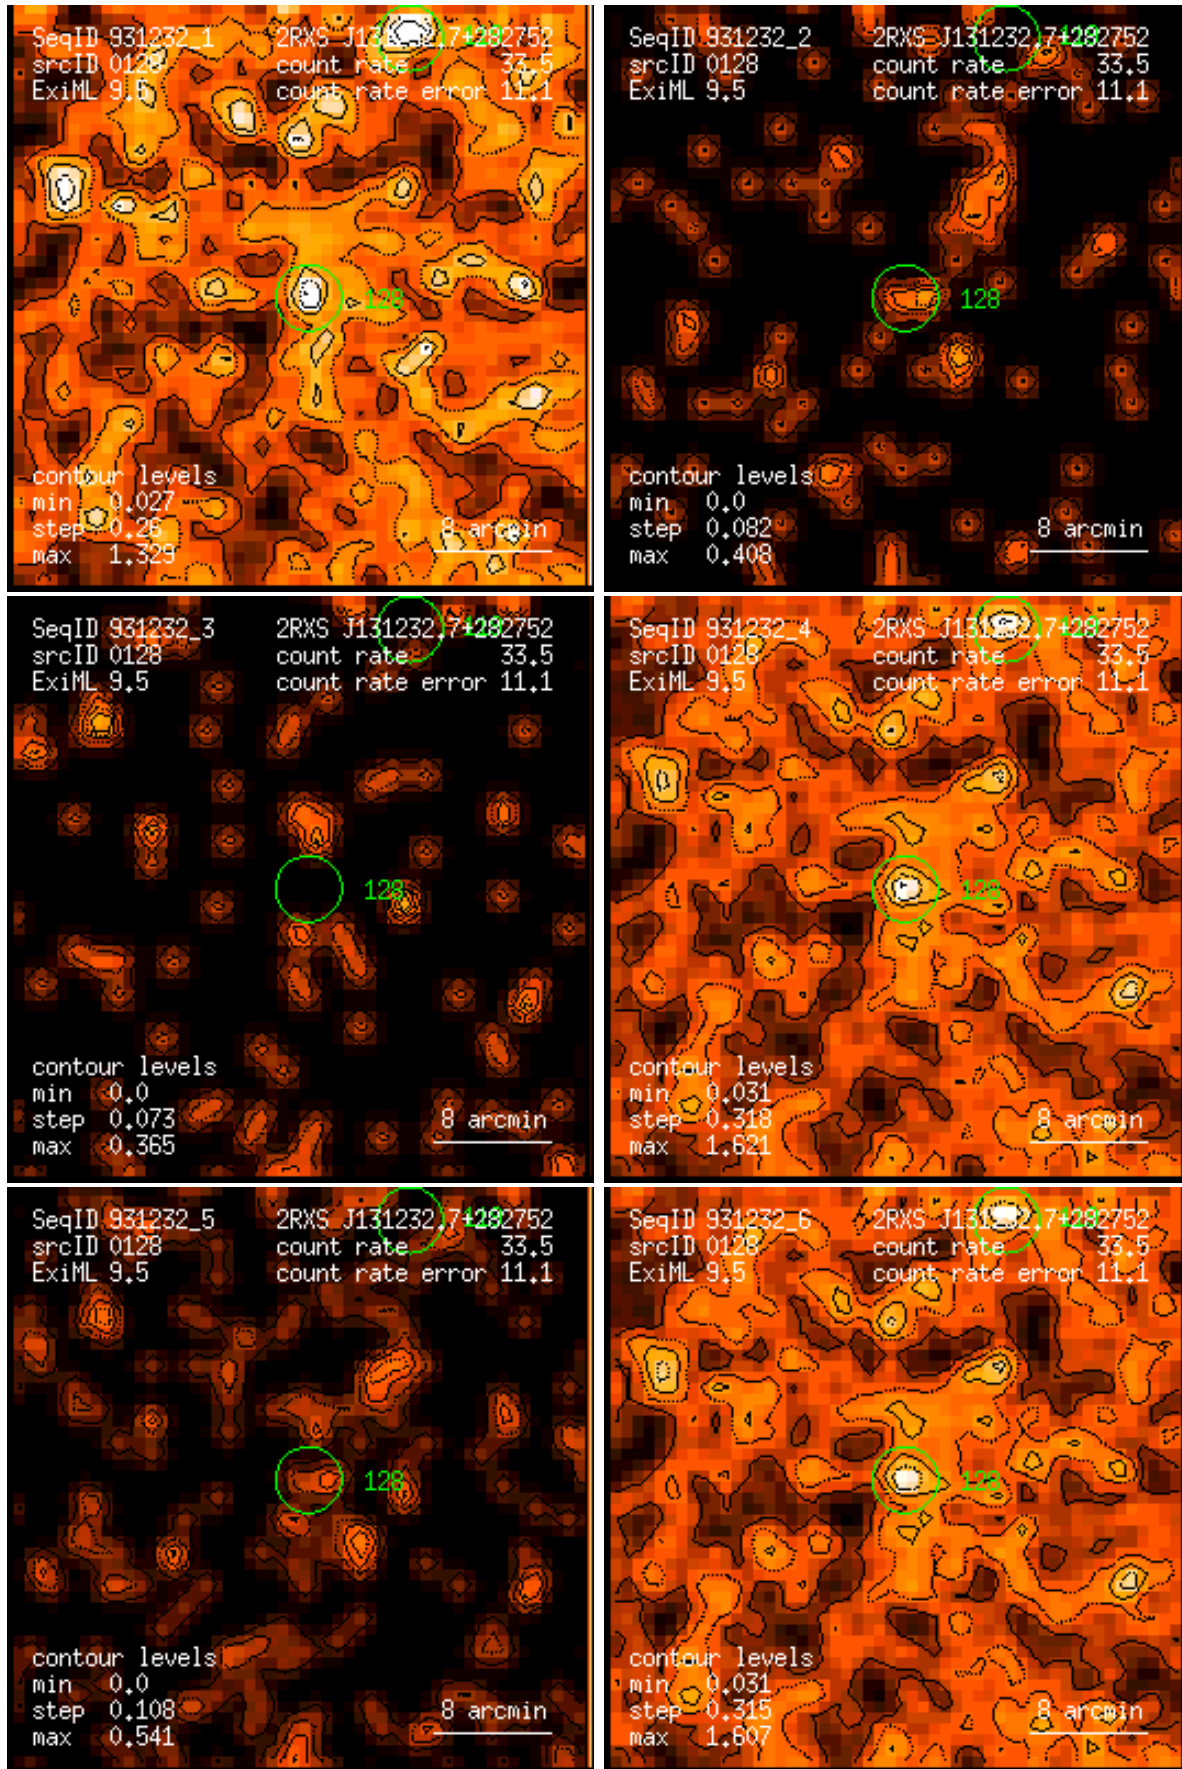 SeqID 931232_1 2RXS J131232.7+282752
srcID 0128 count rate 33.5
ExiML 9.5 count rate error 11.1
128
contour levels
min 0.027
step 0.26 8 arcmin
max 1.329
SeqID 931232_2 2RXS J131232.7+282752
srcID 0128 count rate 33.5
ExiML 9.5 count rate error 11.1
128
contour levels
min 0.0
step 0.082 8 arcmin
max 0.408
SeqID 931232_3 2RXS J131232.7+282752
srcID 0128 count rate 33.5
ExiML 9.5 count rate error 11.1
128
contour levels
min 0.0
step 0.073 8 arcmin
max 0.365
SeqID 931232_4 2RXS J131232.7+282752
srcID 0128 count rate 33.5
ExiML 9.5 count rate error 11.1
128
contour levels
min 0.031
step 0.318 8 arcmin
max 1.621
SeqID 931232_5 2RXS J131232.7+282752
srcID 0128 count rate 33.5
ExiML 9.5 count rate error 11.1
128
contour levels
min 0.0
step 0.108 8 arcmin
max 0.541
SeqID 931232_6 2RXS J131232.7+282752
srcID 0128 count rate 33.5
ExiML 9.5 count rate error 11.1
128
contour levels
min 0.031
step 0.315 8 arcmin
max 1.607